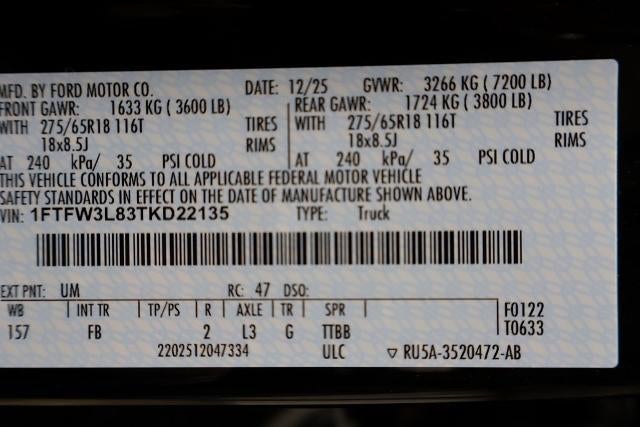 MFD. BY FORD MOTOR CO. DATE: 12/25 GVWR: 3266 KG ( 7200 LB)
FRONT GAWR: 1633 KG ( 3600 LB) REAR GAWR: 1724 KG ( 3800 LB)
WITH 275/65R18 116T TIRES WITH 275/65R18 116T TIRES
18x8.5J RIMS 18x8.5J RIMS
AT 240 kPa/ 35 PSI COLD AT 240 kPa/ 35 PSI COLD
THIS VEHICLE CONFORMS TO ALL APPLICABLE FEDERAL MOTOR VEHICLE
SAFETY STANDARDS IN EFFECT ON THE DATE OF MANUFACTURE SHOWN ABOVE.
VIN: 1FTFW3L83TKD22135 TYPE: Truck
EXT PNT: UM RC: 47 DSO:
WB INT TR TP/PS R AXLE TR SPR F0122
157 FB 2 L3 G TTBB T0633
2202512047334 ULC ▽ RU5A-3520472-AB